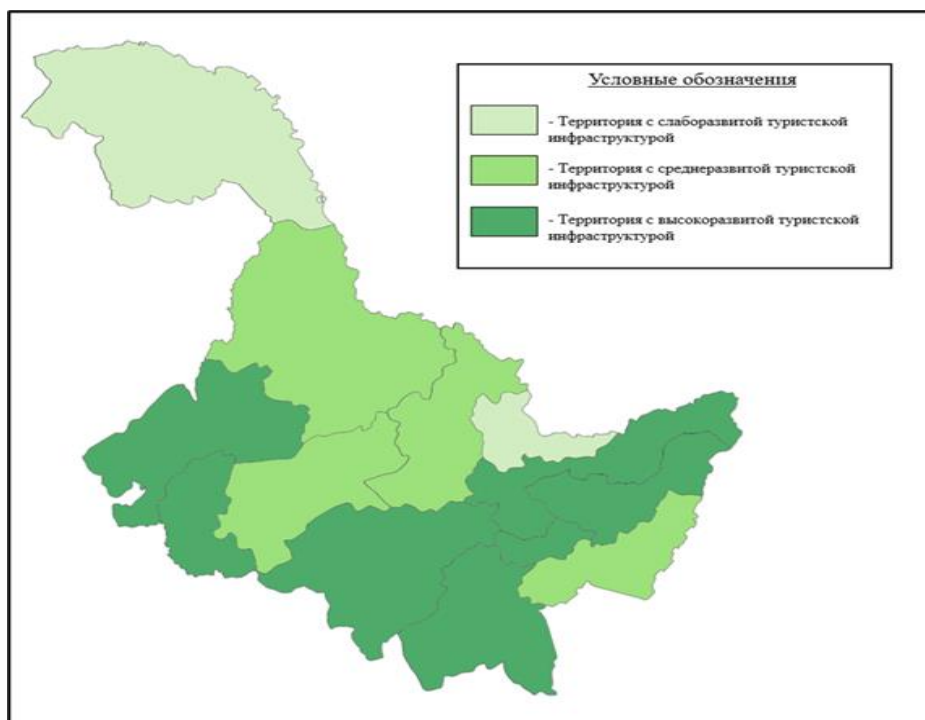 Условные обозначения
- Территория с слаборазвитой туристской
инфраструктурой
- Территория с среднеразвитой туристской
инфраструктурой
- Территория с высокоразвитой туристской
инфраструктурой